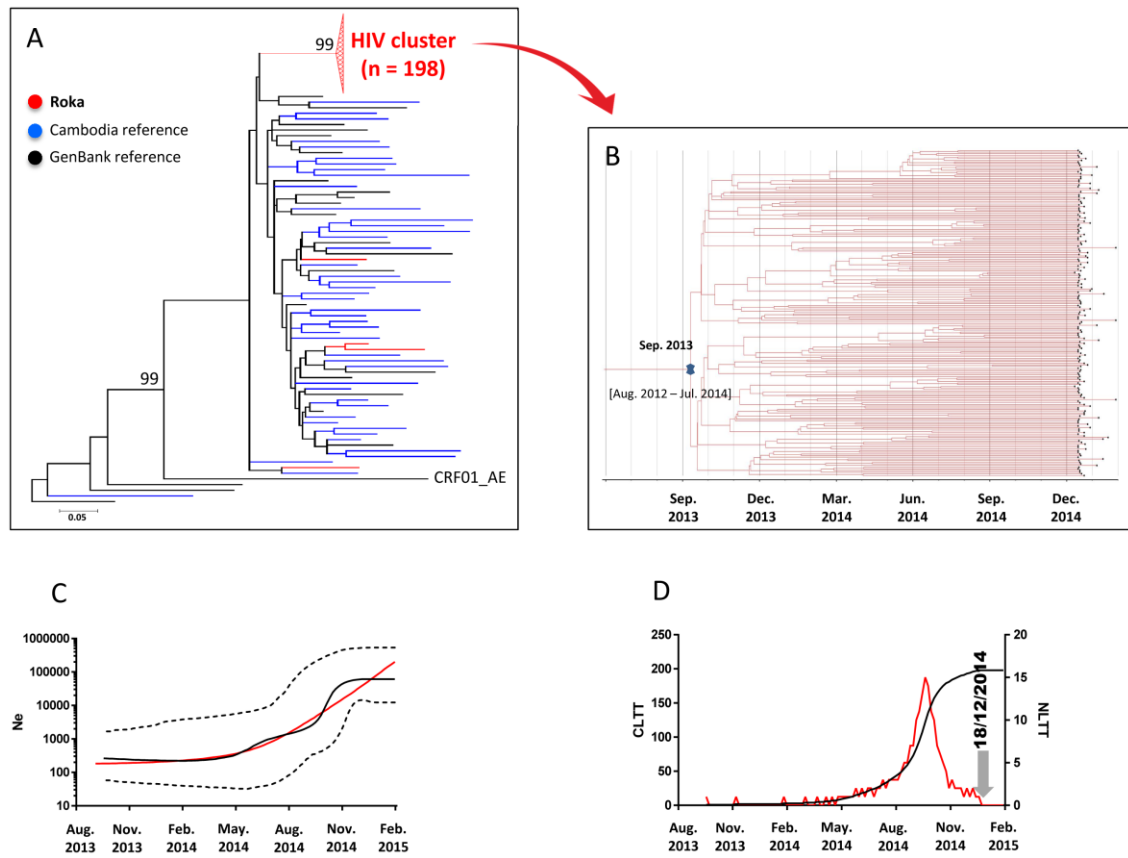 A
99
HIV cluster
(n = 198)
Roka
Cambodia reference
GenBank reference
99
CRF01_AE
0.05
B
Sep. 2013
[Aug. 2012 – Jul. 2014]
Sep. Dec. Mar. Jun. Sep. Dec.
2013 2013 2014 2014 2014 2014
C
1000000
100000
10000
1000
100
10
Ne
Aug. Nov. Feb. May. Aug. Nov. Feb.
2013 2013 2014 2014 2014 2014 2015
D
250
200
150
100
50
0
CLTT
20
15
10
5
0
NLTT
18/12/2014
Aug. Nov. Feb. May. Aug. Nov. Feb.
2013 2013 2014 2014 2014 2014 2015